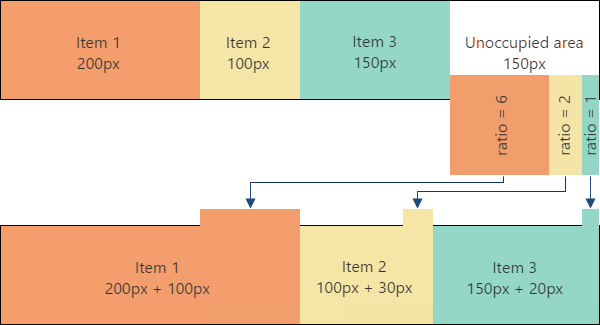 Item 1
200px
Item 2
100px
Item 3
150px
Unoccupied area
150px
ratio = 6
ratio = 2
ratio = 1
Item 1
200px + 100px
Item 2
100px + 30px
Item 3
150px + 20px